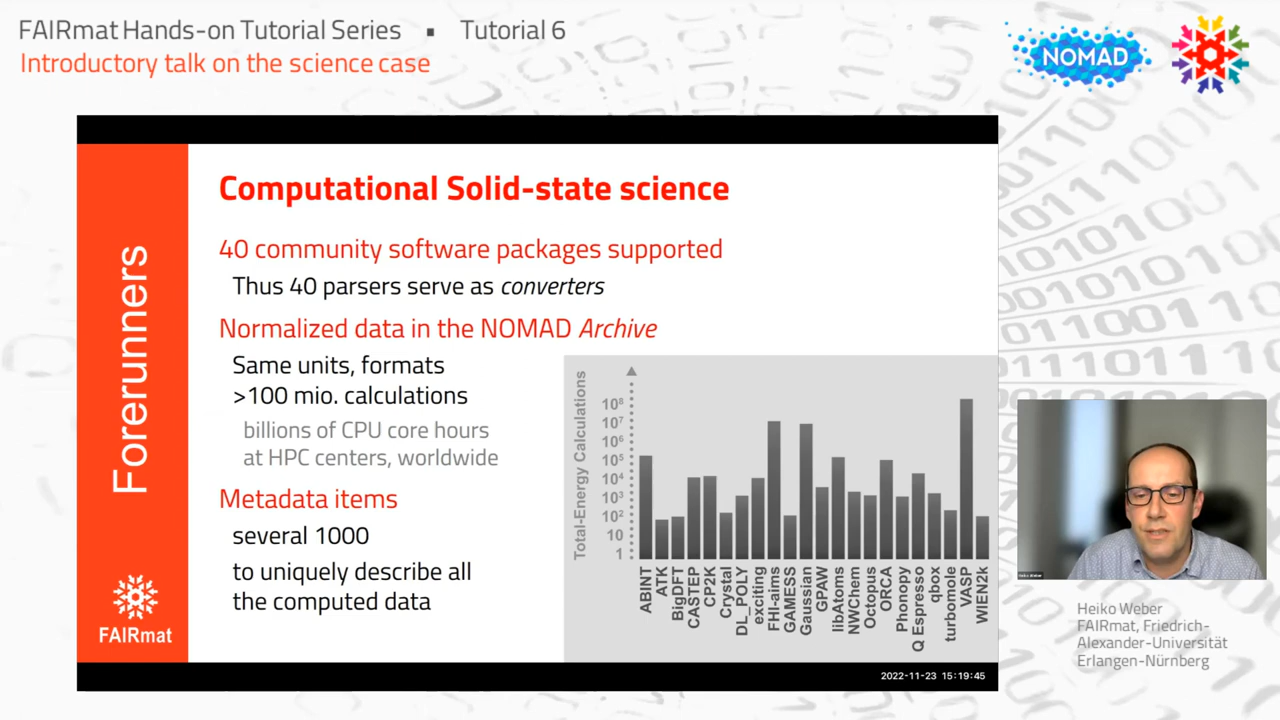 FAIRmat Hands-on Tutorial Series ▪ Tutorial 6
Introductory talk on the science case
NOMAD
Forerunners
FAIRmat
Computational Solid-state science
40 community software packages supported
Thus 40 parsers serve as converters
Normalized data in the NOMAD Archive
Same units, formats
>100 mio. calculations
billions of CPU core hours
at HPC centers, worldwide
Metadata items
several 1000
to uniquely describe all
the computed data
Total-Energy Calculations
10⁸
10⁷
10⁶
10⁵
10⁴
10³
10²
10
1
ABINT
ATK
BigDFT
CASTEP
CP2K
Crystal
DL_POLY
exciting
FHI-aims
GAMESS
Gaussian
GPAW
libAtoms
NWChem
Octopus
ORCA
Phonopy
Q Espresso
qbox
turbomole
VASP
WIEN2k
2022-11-23 15:19:45
Heiko Weber
Heiko Weber
FAIRmat, Friedrich-
Alexander-Universität
Erlangen-Nürnberg